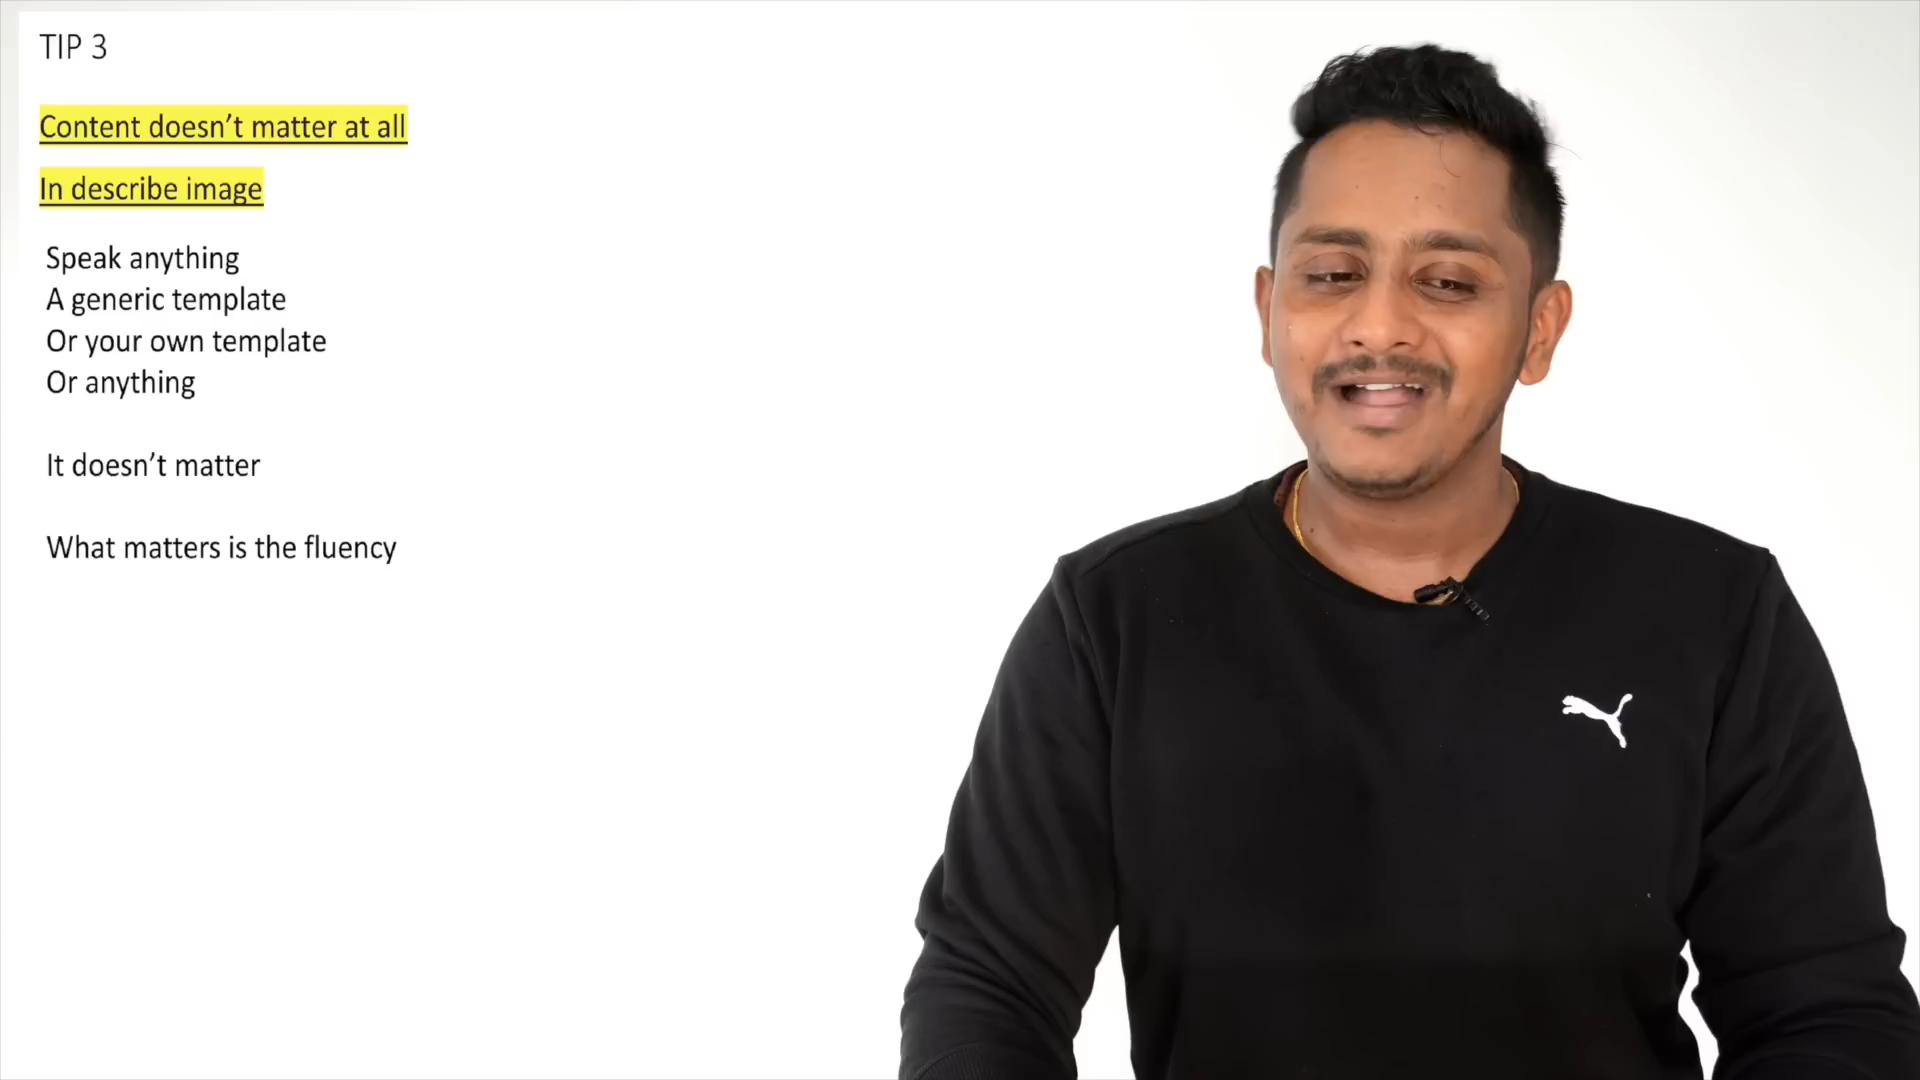 TIP 3
Content doesn’t matter at all
In describe image
Speak anything
A generic template
Or your own template
Or anything
It doesn’t matter
What matters is the fluency